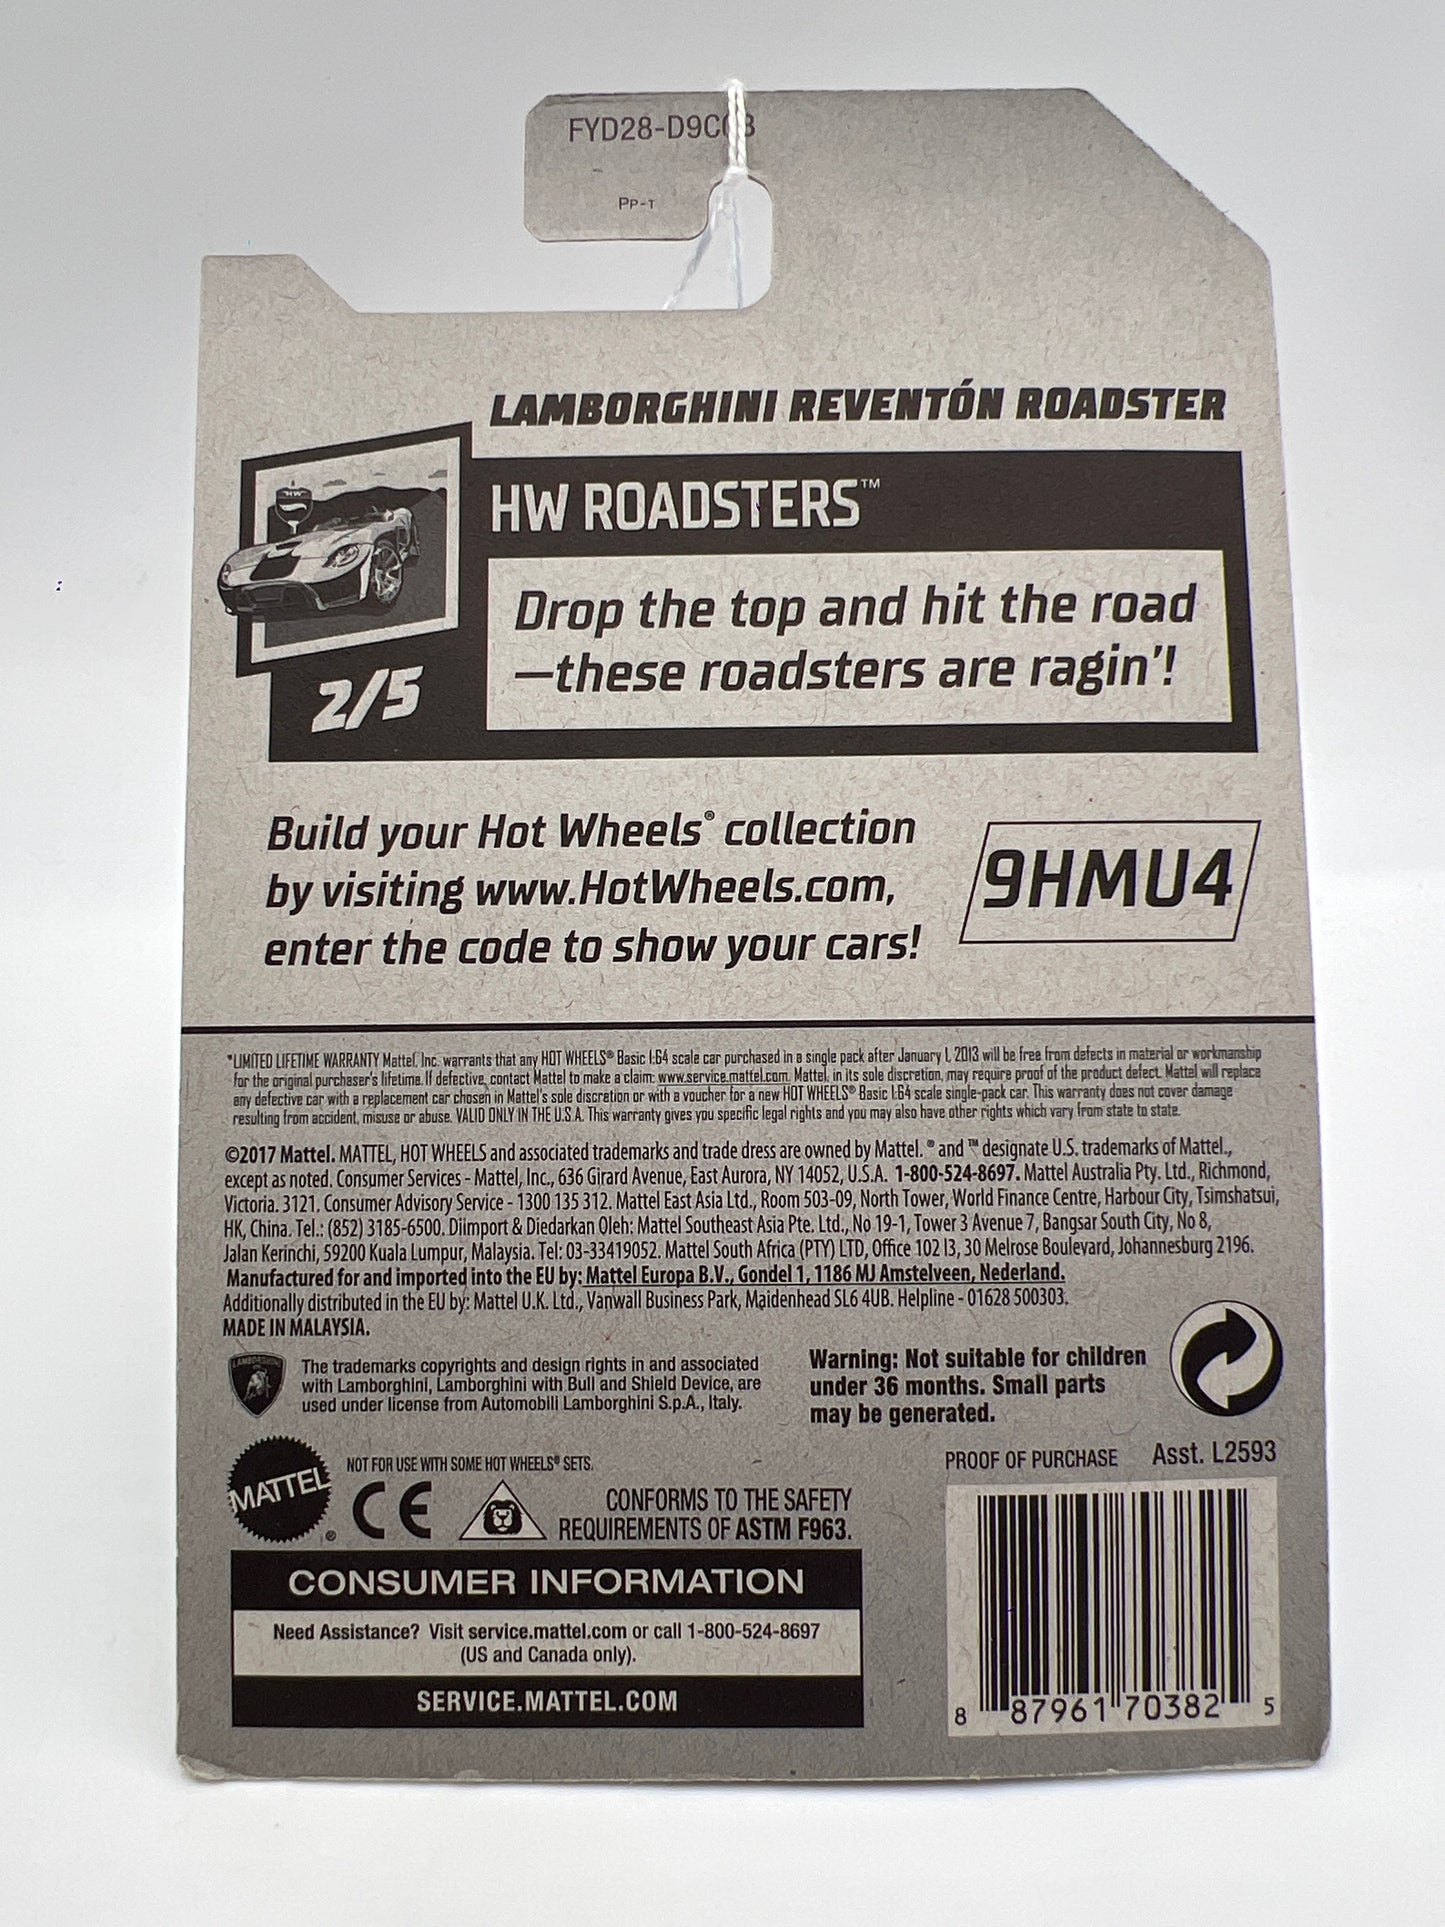 FYD28-D9C
PP-T
LAMBORGHINI REVENTÓN ROADSTER
HW
HW ROADSTERS™
Drop the top and hit the road
—these roadsters are ragin'!
2/5
Build your Hot Wheels® collection
by visiting www.HotWheels.com,
enter the code to show your cars!
9HMU4
*LIMITED LIFETIME WARRANTY Mattel, Inc. warrants that any HOT WHEELS® Basic 1:64 scale car purchased in a single pack after January 1, 2013 will be free from defects in material or workmanship
for the original purchaser's lifetime. If defective, contact Mattel to make a claim: www.service.mattel.com. Mattel, in its sole discretion, may require proof of the product defect. Mattel will replace
any defective car with a replacement car chosen in Mattel's sole discretion or with a voucher for a new HOT WHEELS® Basic 1:64 scale single-pack car. This warranty does not cover damage
resulting from accident, misuse or abuse. VALID ONLY IN THE U.S.A. This warranty gives you specific legal rights and you may also have other rights which vary from state to state.
©2017 Mattel. MATTEL, HOT WHEELS and associated trademarks and trade dress are owned by Mattel. ® and ™ designate U.S. trademarks of Mattel.,
except as noted. Consumer Services - Mattel, Inc., 636 Girard Avenue, East Aurora, NY 14052, U.S.A. 1-800-524-8697. Mattel Australia Pty. Ltd., Richmond,
Victoria. 3121. Consumer Advisory Service - 1300 135 312. Mattel East Asia Ltd., Room 503-09, North Tower, World Finance Centre, Harbour City, Tsimshatsui,
HK, China. Tel.: (852) 3185-6500. Diimport & Diedarkan Oleh: Mattel Southeast Asia Pte. Ltd., No 19-1, Tower 3 Avenue 7, Bangsar South City, No 8,
Jalan Kerinchi, 59200 Kuala Lumpur, Malaysia. Tel: 03-33419052. Mattel South Africa (PTY) LTD, Office 102 I3, 30 Melrose Boulevard, Johannesburg 2196.
Manufactured for and imported into the EU by: Mattel Europa B.V., Gondel 1, 1186 MJ Amstelveen, Nederland.
Additionally distributed in the EU by: Mattel U.K. Ltd., Vanwall Business Park, Maidenhead SL6 4UB. Helpline - 01628 500303.
MADE IN MALAYSIA.
LAMBORGHINI
The trademarks copyrights and design rights in and associated
with Lamborghini, Lamborghini with Bull and Shield Device, are
used under license from Automobili Lamborghini S.p.A., Italy.
Warning: Not suitable for children
under 36 months. Small parts
may be generated.
MATTEL®
NOT FOR USE WITH SOME HOT WHEELS® SETS.
CE
CONFORMS TO THE SAFETY
REQUIREMENTS OF ASTM F963.
PROOF OF PURCHASE Asst. L2593
CONSUMER INFORMATION
Need Assistance? Visit service.mattel.com or call 1-800-524-8697
(US and Canada only).
SERVICE.MATTEL.COM
8 87961 70382 5